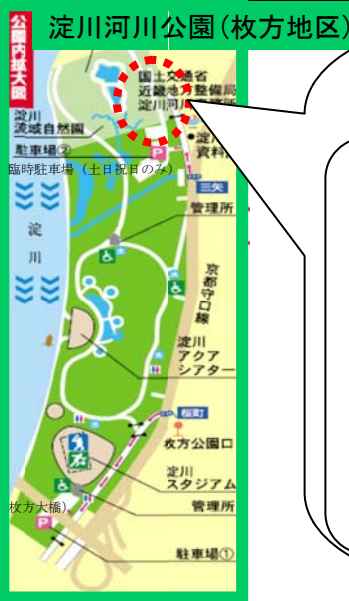 淀川河川公園(枚方地区)
公園内拡大図
国土交通省
近畿地方整備局
淀川河川
淀川
流域自然園
駐車場②
臨時駐車場（土日祝日のみ）
淀川
資料
三矢
管理所
淀川
京都守口線
淀川
アクア
シアター
桜町
枚方公園口
淀川
スタジアム
枚方大橋)
管理所
P
駐車場①